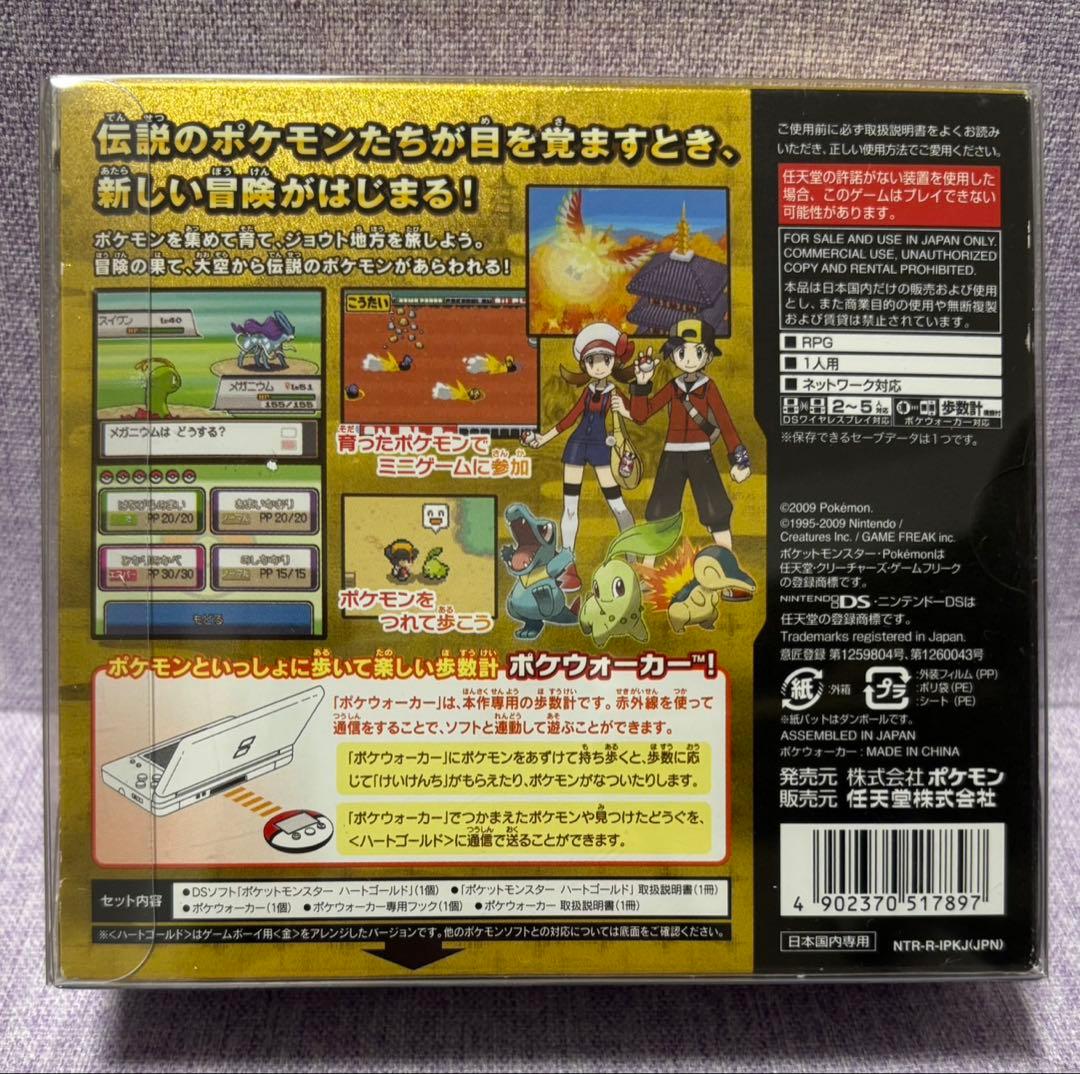 伝説のポケモンたちが目を覚ますとき、
新しい冒険がはじまる!
ポケモンを集めて育て、ジョウト地方を旅しよう。
冒険の果て、大空から伝説のポケモンがあらわれる!
スイクン Lv40
HP
メガニウム ♀Lv51
HP
155/155
メガニウムは どうする?
PP 20/20
PP 20/20
エスパー PP 30/30
ノーマル PP 15/15
もどる
こうたい
育ったポケモンで
ミニゲームに参加
ポケモンを
つれて歩こう
ポケモンといっしょに歩いて楽しい歩数計 ポケウォーカー™!
「ポケウォーカー」は、本作専用の歩数計です。赤外線を使って
通信をすることで、ソフトと連動して遊ぶことができます。
「ポケウォーカー」にポケモンをあずけて持ち歩くと、歩数に応
じて「けいけんち」がもらえたり、ポケモンがなついたりします。
「ポケウォーカー」でつかまえたポケモンや見つけたどうぐを、
<ハートゴールド>に通信で送ることができます。
セット内容
●DSソフト「ポケットモンスター ハートゴールド」(1個) ●「ポケットモンスター ハートゴールド」 取扱説明書(1冊)
●ポケウォーカー(1個) ●ポケウォーカー専用フック(1個) ●ポケウォーカー 取扱説明書(1冊)
※<ハートゴールド>はゲームボーイ用<金>をアレンジしたバージョンです。他のポケモンソフトとの対応については底面をご確認ください。
ご使用前に必ず取扱説明書をよくお読み
いただき、正しい使用方法でご愛用ください。
任天堂の許諾がない装置を使用した
場合、このゲームはプレイできない
可能性があります。
FOR SALE AND USE IN JAPAN ONLY.
COMMERCIAL USE, UNAUTHORIZED
COPY AND RENTAL PROHIBITED.
本品は日本国内だけの販売および使用
とし、また商業目的の使用や無断複製
および賃貸は禁止されています。
■ RPG
■ 1人用
■ ネットワーク対応
2〜5人対応
DSワイヤレスプレイ対応
歩数計
ポケウォーカー対応
※保存できるセーブデータは1つです。
©2009 Pokémon.
©1995-2009 Nintendo /
Creatures Inc. / GAME FREAK inc.
ポケットモンスター・Pokémonは
任天堂・クリーチャーズ・ゲームフリーク
の登録商標です。
NINTENDO DS・ニンテンドーDSは
任天堂の登録商標です。
Trademarks registered in Japan.
意匠登録 第1259804号、第1260043号
紙 :外箱
プラ :外装フィルム (PP)
:ポリ袋 (PE)
:シート (PE)
※紙パットはダンボールです。
ASSEMBLED IN JAPAN
ポケウォーカー : MADE IN CHINA
発売元 株式会社ポケモン
販売元 任天堂株式会社
4 902370 517897
日本国内専用
NTR-R-IPKJ(JPN)